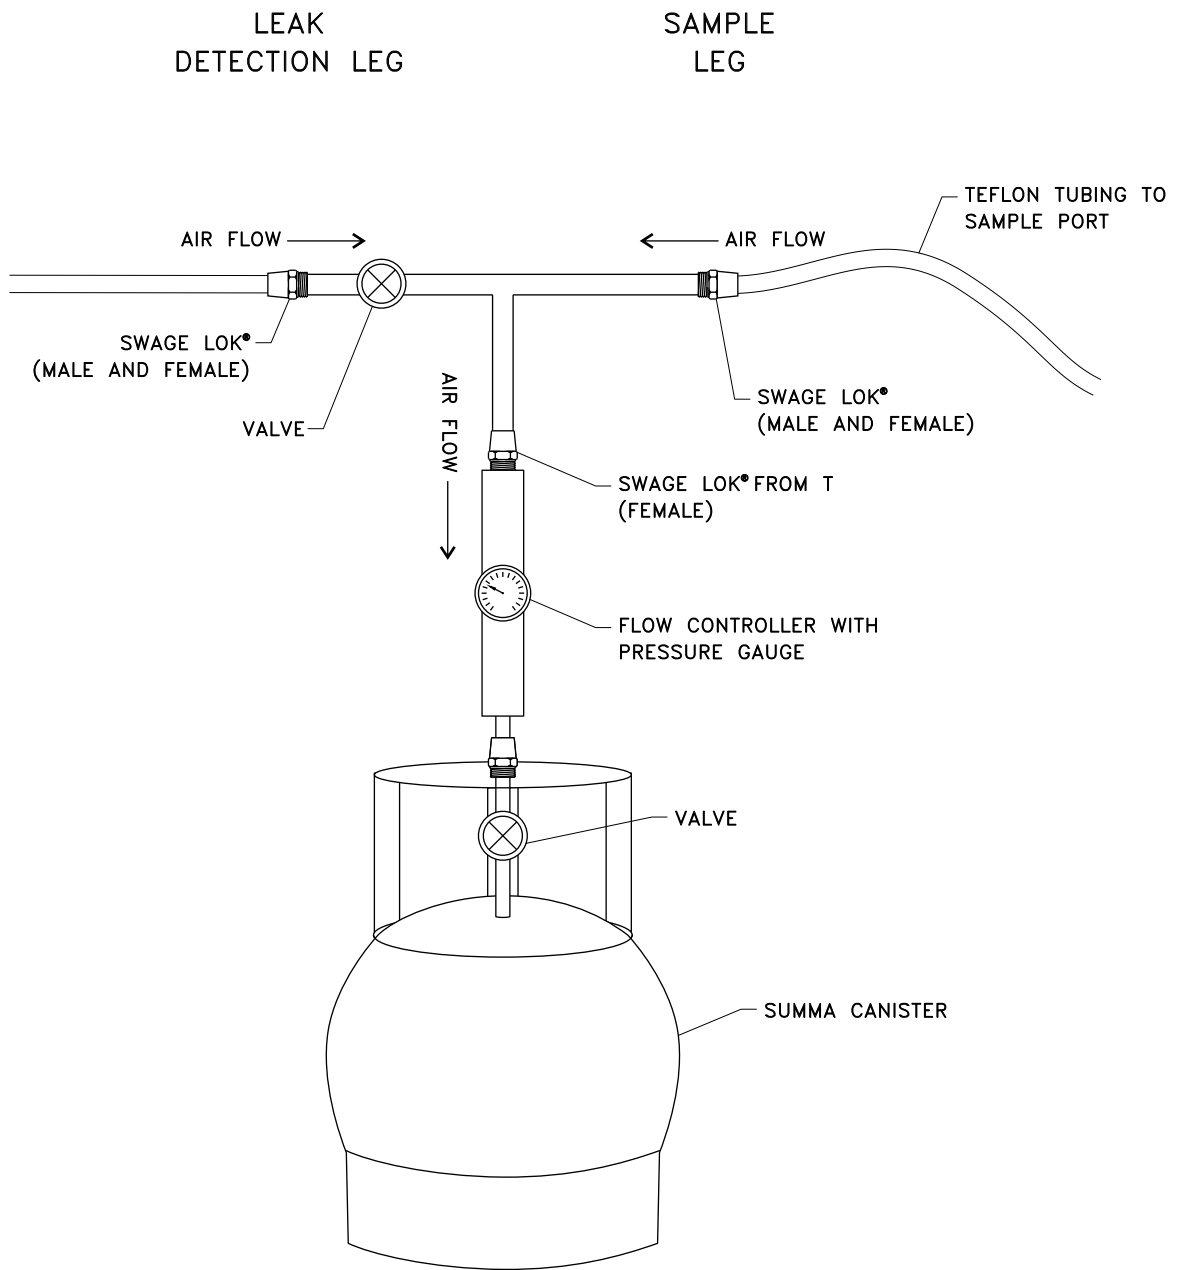 LEAK
DETECTION LEG
SAMPLE
LEG
TEFLON TUBING TO
SAMPLE PORT
AIR FLOW
AIR FLOW
SWAGE LOK®
(MALE AND FEMALE)
VALVE
AIR FLOW
SWAGE LOK®
(MALE AND FEMALE)
SWAGE LOK® FROM T
(FEMALE)
FLOW CONTROLLER WITH
PRESSURE GAUGE
VALVE
SUMMA CANISTER